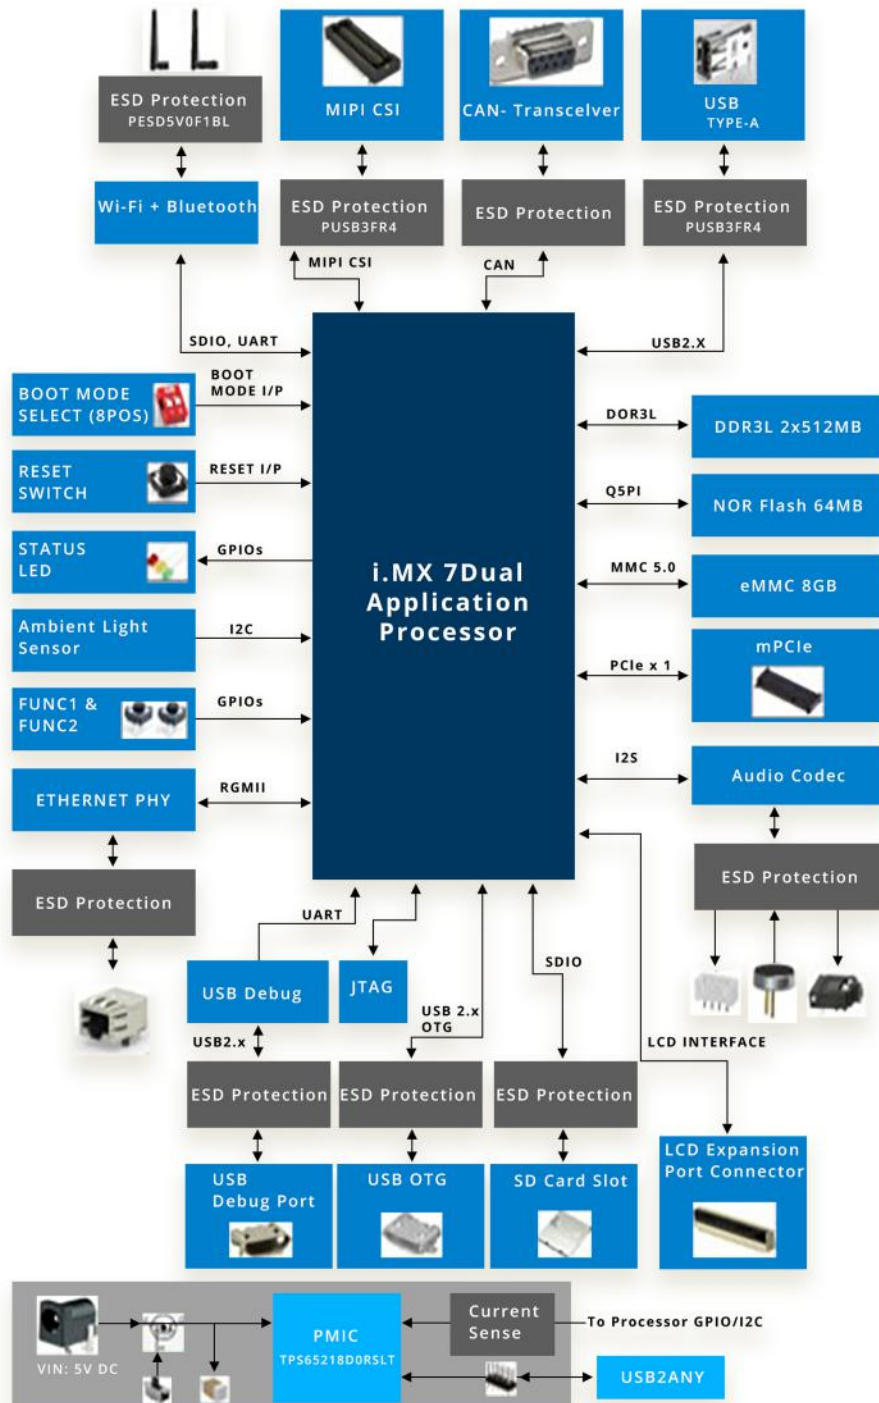 ESD Protection
PESD5V0F1BL
MIPI CSI
CAN- Transcelver
USB
TYPE-A
Wi-Fi + Bluetooth
ESD Protection
PUSB3FR4
ESD Protection
ESD Protection
PUSB3FR4
MIPI CSI
CAN
SDIO, UART
USB2.X
BOOT MODE
SELECT (8POS)
BOOT
MODE I/P
DOR3L
DDR3L 2x512MB
RESET
SWITCH
RESET I/P
Q5PI
NOR Flash 64MB
STATUS
LED
GPIOs
i.MX 7Dual
Application
Processor
MMC 5.0
eMMC 8GB
Ambient Light
Sensor
I2C
PCIe x 1
mPCIe
FUNC1 &
FUNC2
GPIOs
I2S
Audio Codec
ETHERNET PHY
RGMII
ESD Protection
ESD Protection
UART
SDIO
USB Debug
JTAG
USB 2.x
OTG
USB2.x
LCD INTERFACE
ESD Protection
ESD Protection
ESD Protection
USB
Debug Port
USB OTG
SD Card Slot
LCD Expansion
Port Connector
VIN: 5V DC
PMIC
TPS65218D0RSLT
Current
Sense
To Processor GPIO/I2C
USB2ANY